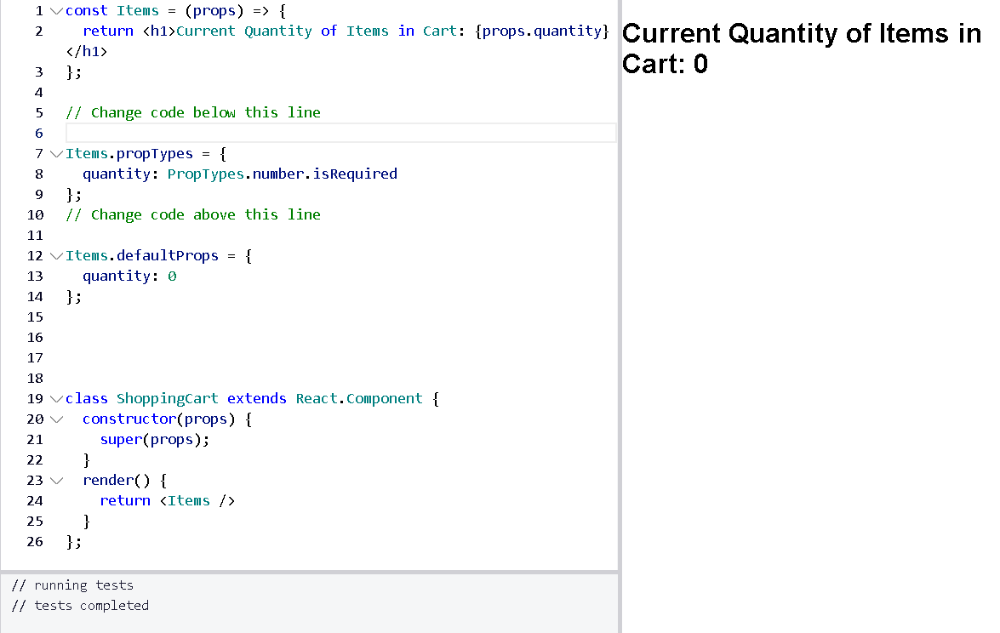 1 const Items = (props) => {
2   return <h1>Current Quantity of Items in Cart: {props.quantity}
</h1>
3 };
4
5 // Change code below this line
6
7 Items.propTypes = {
8   quantity: PropTypes.number.isRequired
9 };
10 // Change code above this line
11
12 Items.defaultProps = {
13   quantity: 0
14 };
15
16
17
18
19 class ShoppingCart extends React.Component {
20   constructor(props) {
21     super(props);
22   }
23   render() {
24     return <Items />
25   }
26 };
// running tests
// tests completed
Current Quantity of Items in
Cart: 0